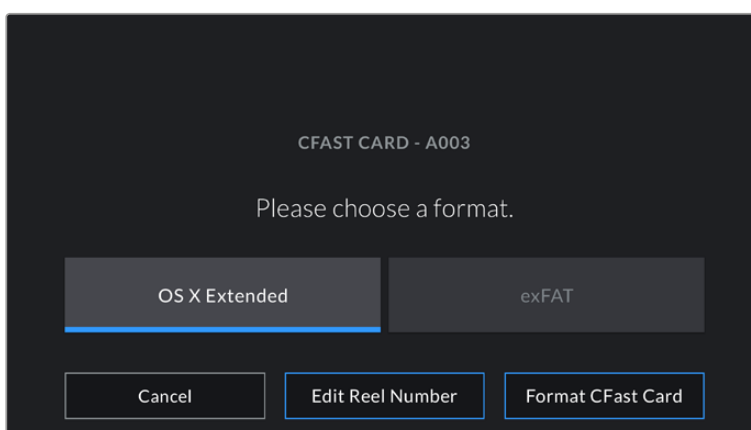 CFAST CARD - A003
Please choose a format.
OS X Extended exFAT
Cancel Edit Reel Number Format CFast Card